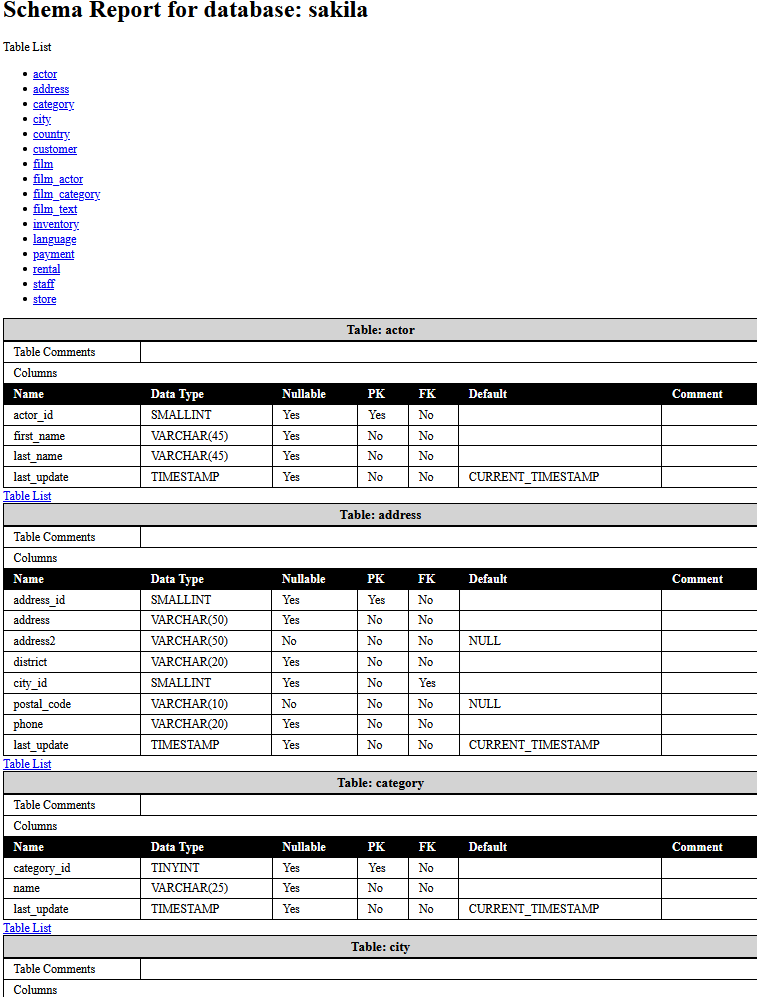 Schema Report for database: sakila
Table List
actor
address
category
city
country
customer
film
film_actor
film_category
film_text
inventory
language
payment
rental
staff
store
Table: actor
Table Comments
Columns
Name Data Type Nullable PK FK Default Comment
actor_id SMALLINT Yes Yes No
first_name VARCHAR(45) Yes No No
last_name VARCHAR(45) Yes No No
last_update TIMESTAMP Yes No No CURRENT_TIMESTAMP
Table List
Table: address
Table Comments
Columns
Name Data Type Nullable PK FK Default Comment
address_id SMALLINT Yes Yes No
address VARCHAR(50) Yes No No
address2 VARCHAR(50) No No No NULL
district VARCHAR(20) Yes No No
city_id SMALLINT Yes No Yes
postal_code VARCHAR(10) No No No NULL
phone VARCHAR(20) Yes No No
last_update TIMESTAMP Yes No No CURRENT_TIMESTAMP
Table List
Table: category
Table Comments
Columns
Name Data Type Nullable PK FK Default Comment
category_id TINYINT Yes Yes No
name VARCHAR(25) Yes No No
last_update TIMESTAMP Yes No No CURRENT_TIMESTAMP
Table List
Table: city
Table Comments
Columns